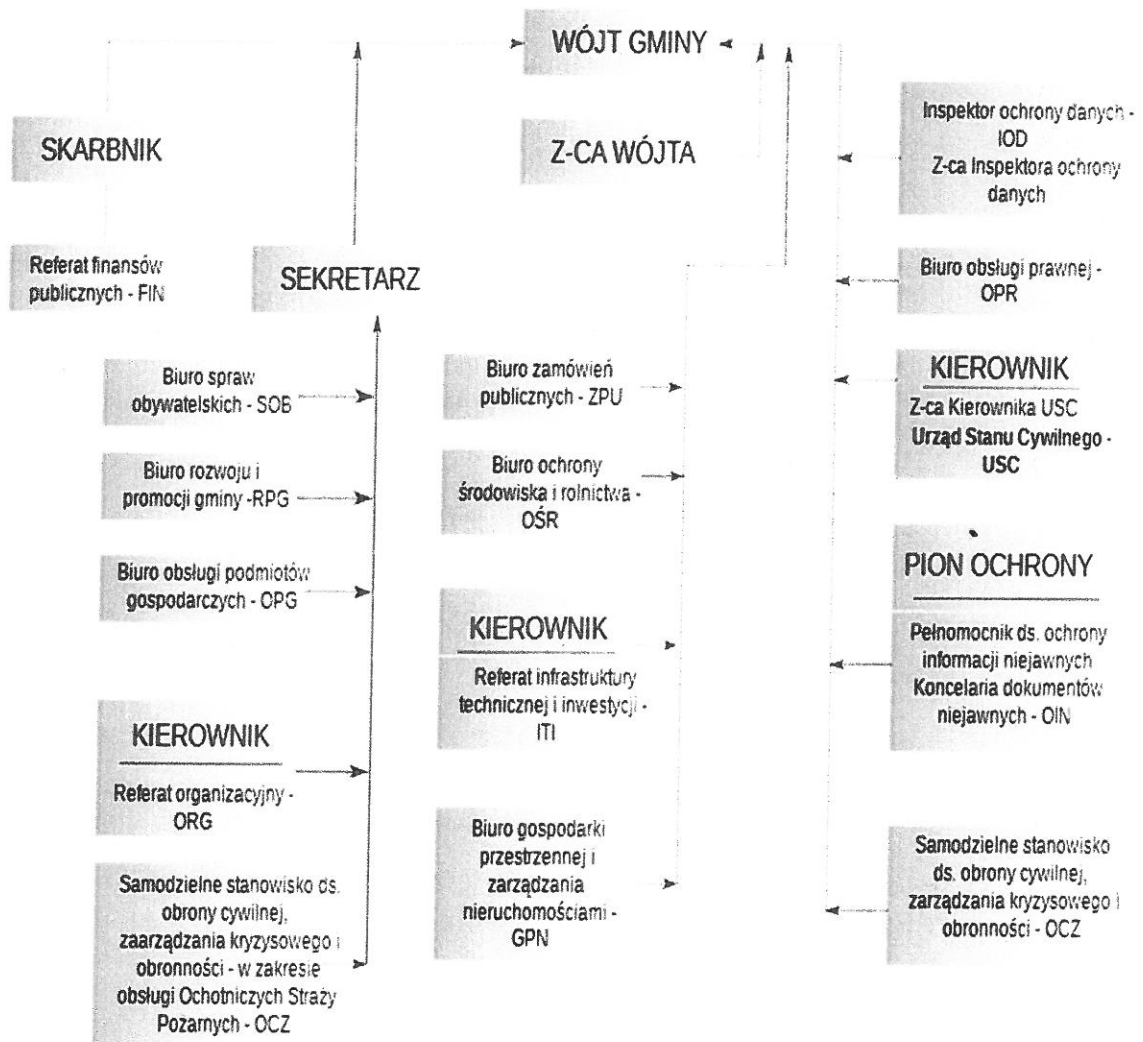 WÓJT GMINY
SKARBNIK
Z-CA WÓJTA
Inspektor ochrony danych -
IOD
Z-ca Inspektora ochrony
danych
Referat finansów
publicznych - FIN
SEKRETARZ
Biuro obsługi prawnej -
OPR
Biuro spraw
obywatelskich - SOB
Biuro rozwoju i
promocji gminy -RPG
Biuro obsługi podmiotów
gospodarczych - OPG
KIEROWNIK
Referat organizacyjny -
ORG
Samodzielne stanowisko ds.
obrony cywilnej,
zaarządzania kryzysowego i
obronności - w zakresie
obsługi Ochotniczych Straży
Pożarnych - OCZ
Biuro zamówień
publicznych - ZPU
Biuro ochrony
środowiska i rolnictwa -
OŚR
KIEROWNIK
Referat infrastruktury
technicznej i inwestycji -
ITI
Biuro gospodarki
przestrzennej i
zarządzania
nieruchomościami -
GPN
KIEROWNIK
Z-ca Kierownika USC
Urząd Stanu Cywilnego -
USC
PION OCHRONY
Pełnomocnik ds. ochrony
informacji niejawnych
Koncelaria dokumentów
niejawnych - OIN
Samodzielne stanowisko
ds. obrony cywilnej,
zarządzania kryzysowego i
obronności - OCZ